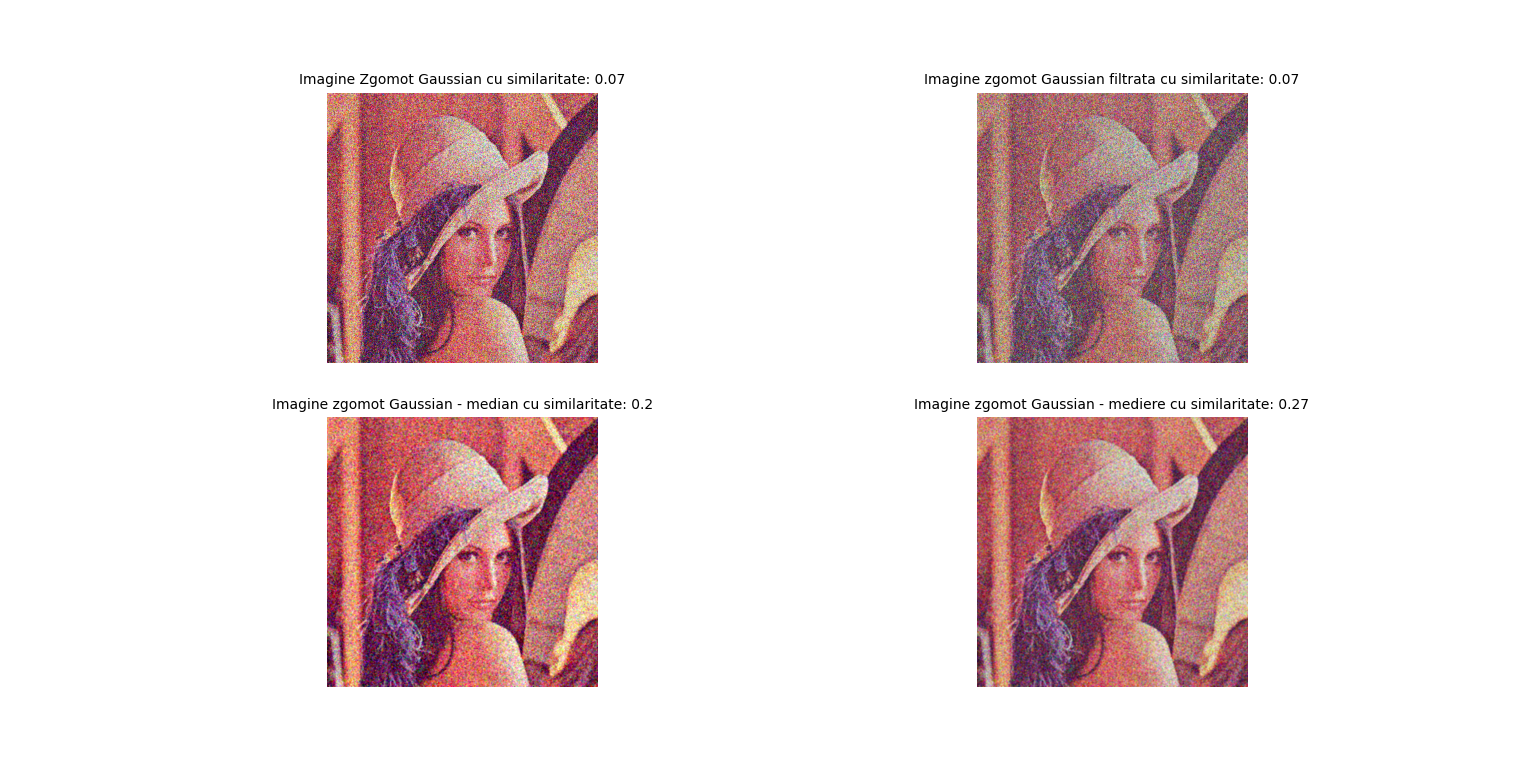 Imagine Zgomot Gaussian cu similaritate: 0.07
Imagine zgomot Gaussian filtrata cu similaritate: 0.07
Imagine zgomot Gaussian - median cu similaritate: 0.2
Imagine zgomot Gaussian - mediere cu similaritate: 0.27